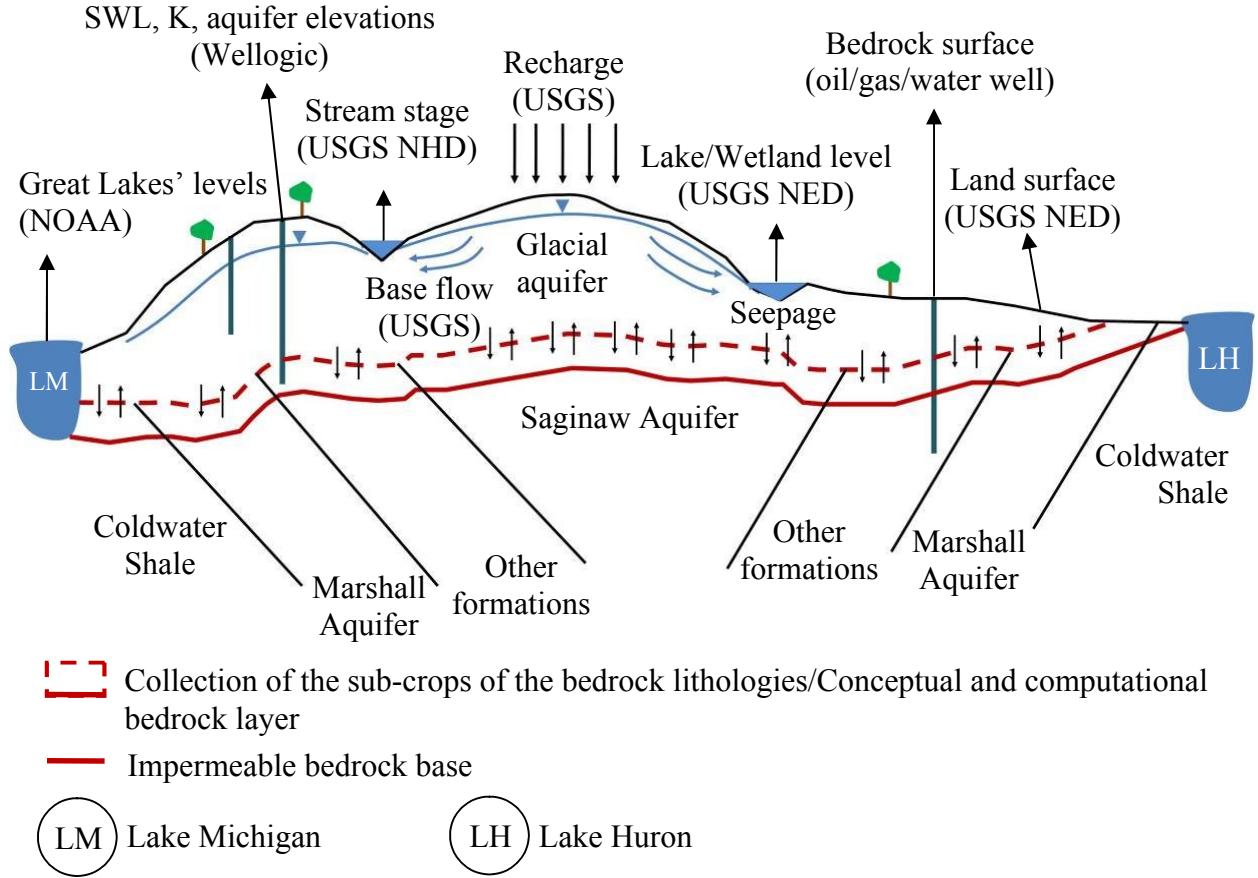 SWL, K, aquifer elevations
(Wellogic)
Recharge
(USGS)
Bedrock surface
(oil/gas/water well)
Stream stage
(USGS NHD)
Lake/Wetland level
(USGS NED)
Land surface
(USGS NED)
Great Lakes’ levels
(NOAA)
Glacial
aquifer
Base flow
(USGS)
Seepage
LM
LH
Saginaw Aquifer
Coldwater
Shale
Marshall
Aquifer
Other
formations
Other
formations
Marshall
Aquifer
Coldwater
Shale
Collection of the sub-crops of the bedrock lithologies/Conceptual and computational
bedrock layer
Impermeable bedrock base
LM Lake Michigan
LH Lake Huron